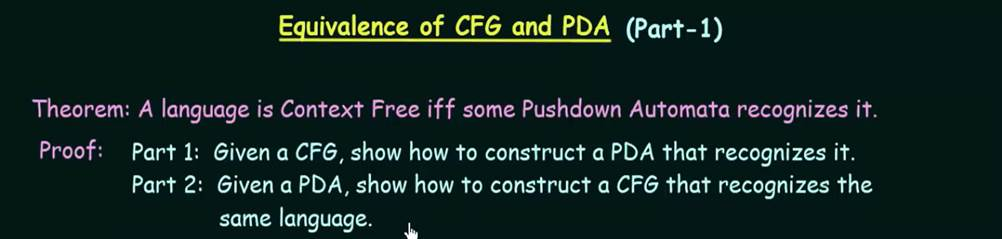 Equivalence of CFG and PDA (Part-1)
Theorem: A language is Context Free iff some Pushdown Automata recognizes it.
Proof: Part 1: Given a CFG, show how to construct a PDA that recognizes it.
Part 2: Given a PDA, show how to construct a CFG that recognizes the
same language.